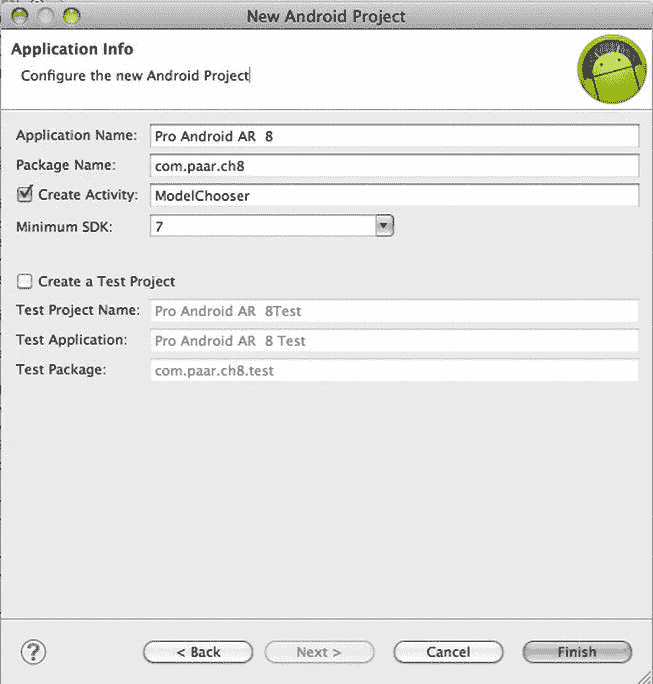 New Android Project
Application Info
Configure the new Android Project
Application Name: Pro Android AR  8
Package Name: com.paar.ch8
Create Activity: ModelChooser
Minimum SDK: 7
Create a Test Project
Test Project Name: Pro Android AR  8Test
Test Application: Pro Android AR  8 Test
Test Package: com.paar.ch8.test
? < Back Next > Cancel Finish